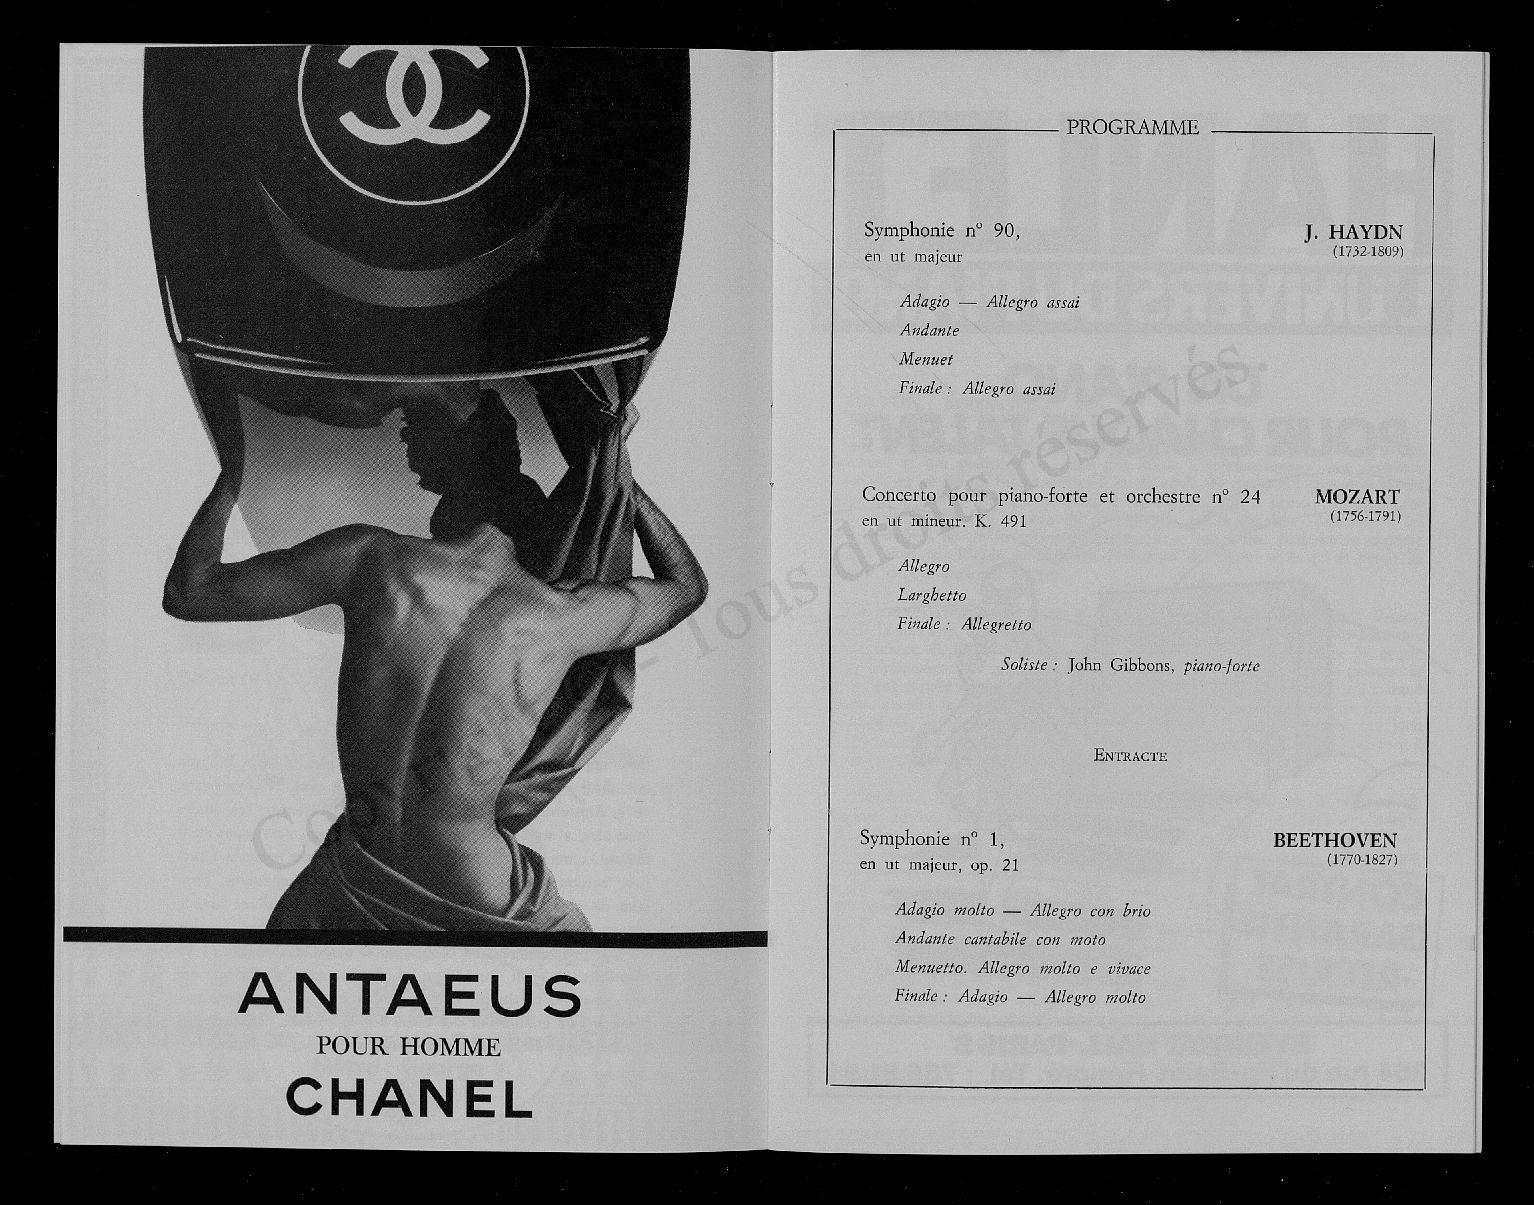 ANTAEUS
POUR HOMME
CHANEL
PROGRAMME
Symphonie n° 90,
en ut majeur
J. HAYDN
(1732-1809)
Adagio — Allegro assai
Andante
Menuet
Finale : Allegro assai
Concerto pour piano-forte et orchestre n° 24
en ut mineur. K. 491
MOZART
(1756-1791)
Allegro
Larghetto
Finale : Allegretto
Soliste : John Gibbons, piano-forte
ENTRACTE
Symphonie n° 1,
en ut majeur, op. 21
BEETHOVEN
(1770-1827)
Adagio molto — Allegro con brio
Andante cantabile con moto
Menuetto. Allegro molto e vivace
Finale : Adagio — Allegro molto
- Tous droits réservés.